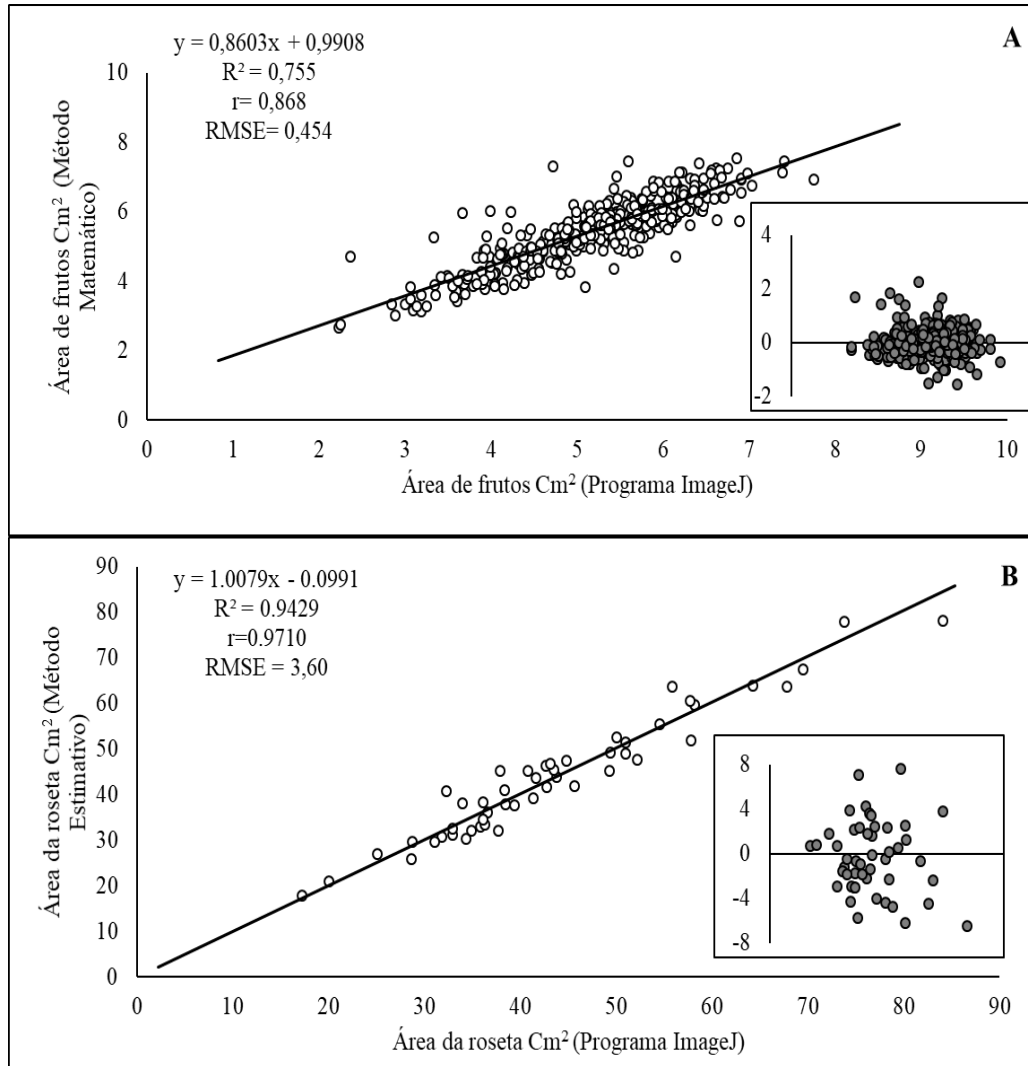 A
y = 0,8603x + 0,9908
R² = 0,755
r= 0,868
RMSE= 0,454
Área de frutos Cm² (Método
Matemático)
10
8
6
4
2
0
4
2
0
-2
0 1 2 3 4 5 6 7 8 9 10
Área de frutos Cm² (Programa ImageJ)
B
y = 1.0079x - 0.0991
R² = 0.9429
r=0.9710
RMSE = 3,60
Área da roseta Cm² (Método
Estimativo)
90
80
70
60
50
40
30
20
10
0
8
4
0
-4
-8
0 10 20 30 40 50 60 70 80 90
Área da roseta Cm² (Programa ImageJ)